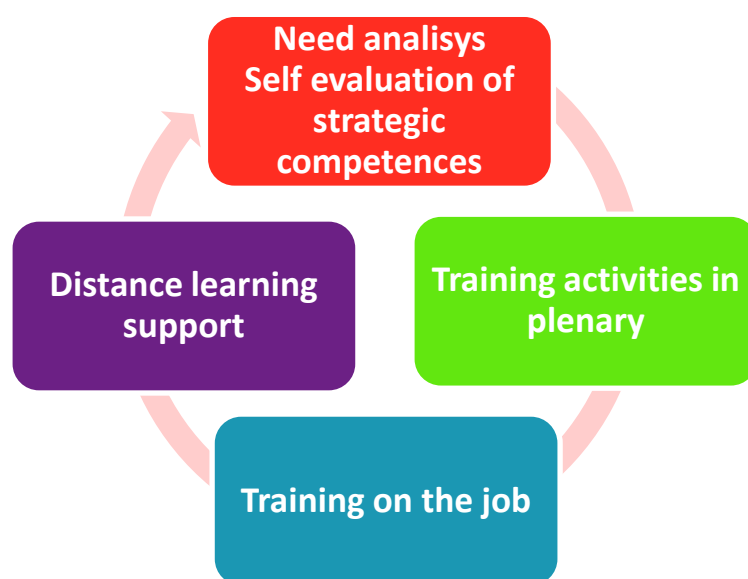 Need analisys
Self evaluation of
strategic
competences
Distance learning
support
Training activities in
plenary
Training on the job